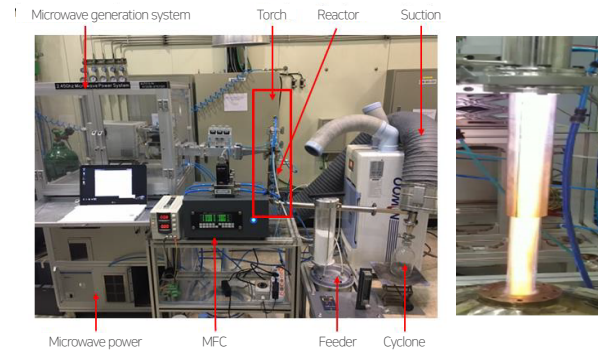 Microwave generation system
Torch
Reactor
Suction
2.45GHz Microwave Power System
Microwave power
MFC
Feeder
Cyclone